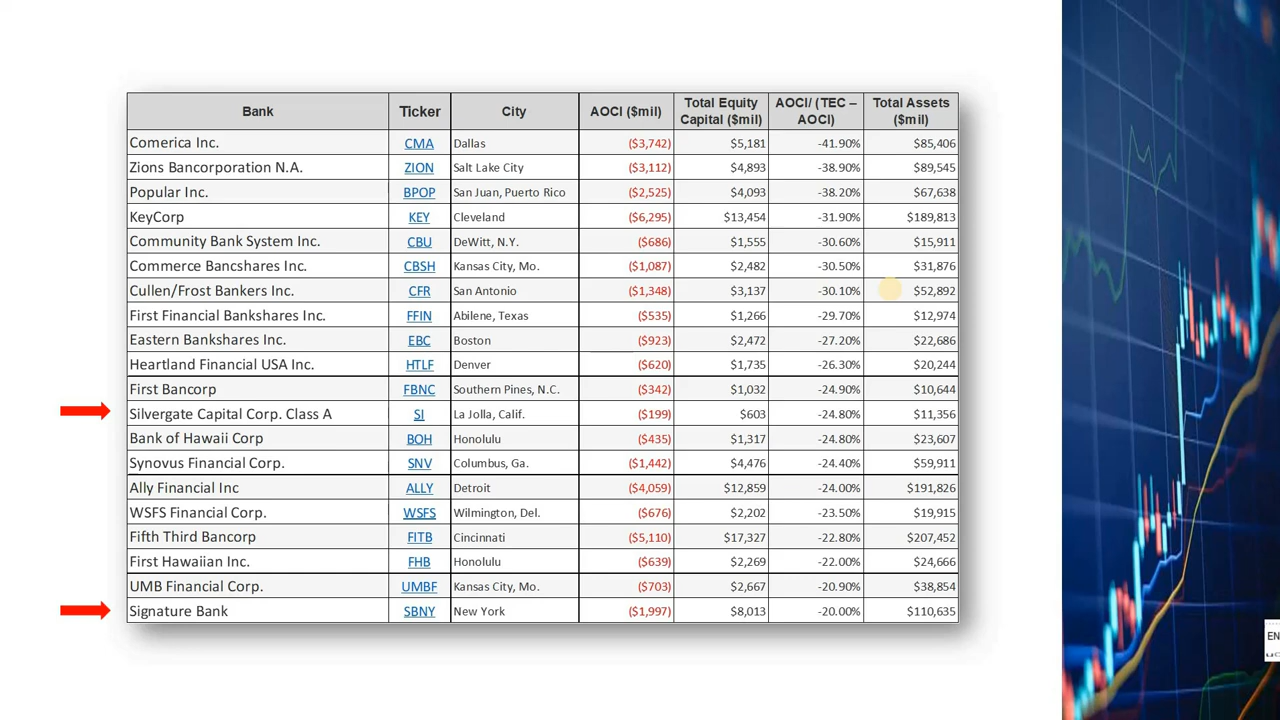 Bank Ticker City AOCI ($mil) Total Equity Capital ($mil) AOCI/ (TEC – AOCI) Total Assets ($mil)
Comerica Inc. CMA Dallas ($3,742) $5,181 -41.90% $85,406
Zions Bancorporation N.A. ZION Salt Lake City ($3,112) $4,893 -38.90% $89,545
Popular Inc. BPOP San Juan, Puerto Rico ($2,525) $4,093 -38.20% $67,638
KeyCorp KEY Cleveland ($6,295) $13,454 -31.90% $189,813
Community Bank System Inc. CBU DeWitt, N.Y. ($686) $1,555 -30.60% $15,911
Commerce Bancshares Inc. CBSH Kansas City, Mo. ($1,087) $2,482 -30.50% $31,876
Cullen/Frost Bankers Inc. CFR San Antonio ($1,348) $3,137 -30.10% $52,892
First Financial Bankshares Inc. FFIN Abilene, Texas ($535) $1,266 -29.70% $12,974
Eastern Bankshares Inc. EBC Boston ($923) $2,472 -27.20% $22,686
Heartland Financial USA Inc. HTLF Denver ($620) $1,735 -26.30% $20,244
First Bancorp FBNC Southern Pines, N.C. ($342) $1,032 -24.90% $10,644
Silvergate Capital Corp. Class A SI La Jolla, Calif. ($199) $603 -24.80% $11,356
Bank of Hawaii Corp BOH Honolulu ($435) $1,317 -24.80% $23,607
Synovus Financial Corp. SNV Columbus, Ga. ($1,442) $4,476 -24.40% $59,911
Ally Financial Inc ALLY Detroit ($4,059) $12,859 -24.00% $191,826
WSFS Financial Corp. WSFS Wilmington, Del. ($676) $2,202 -23.50% $19,915
Fifth Third Bancorp FITB Cincinnati ($5,110) $17,327 -22.80% $207,452
First Hawaiian Inc. FHB Honolulu ($639) $2,269 -22.00% $24,666
UMB Financial Corp. UMBF Kansas City, Mo. ($703) $2,667 -20.90% $38,854
Signature Bank SBNY New York ($1,997) $8,013 -20.00% $110,635
EN